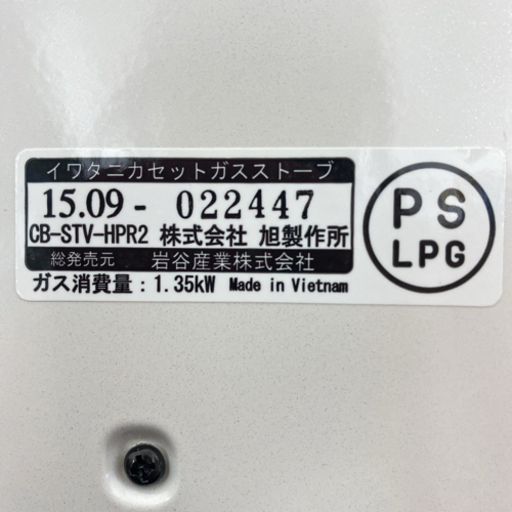 イワタニカセットガスストーブ
15.09 - 022447
CB-STV-HPR2 株式会社 旭製作所
総発売元 岩谷産業株式会社
ガス消費量：1.35kW Made in Vietnam
PS
LPG